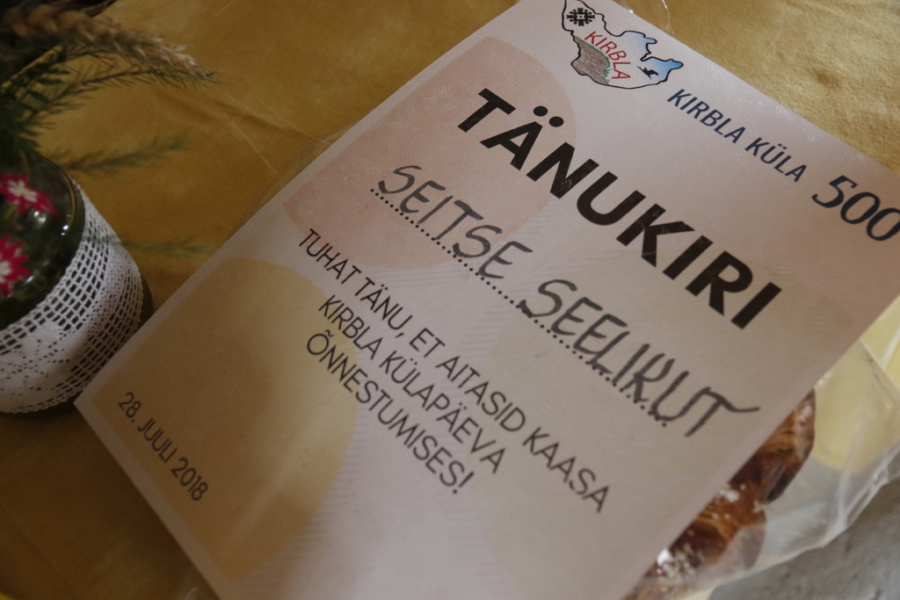 KIRBLA
KIRBLA KÜLA 500
TÄNUKIRI
SEITSE SEELIKUT
TUHAT TÄNU, ET AITASID KAASA
KIRBLA KÜLAPÄEVA
ÕNNESTUMISES!
28. JUULI 2018